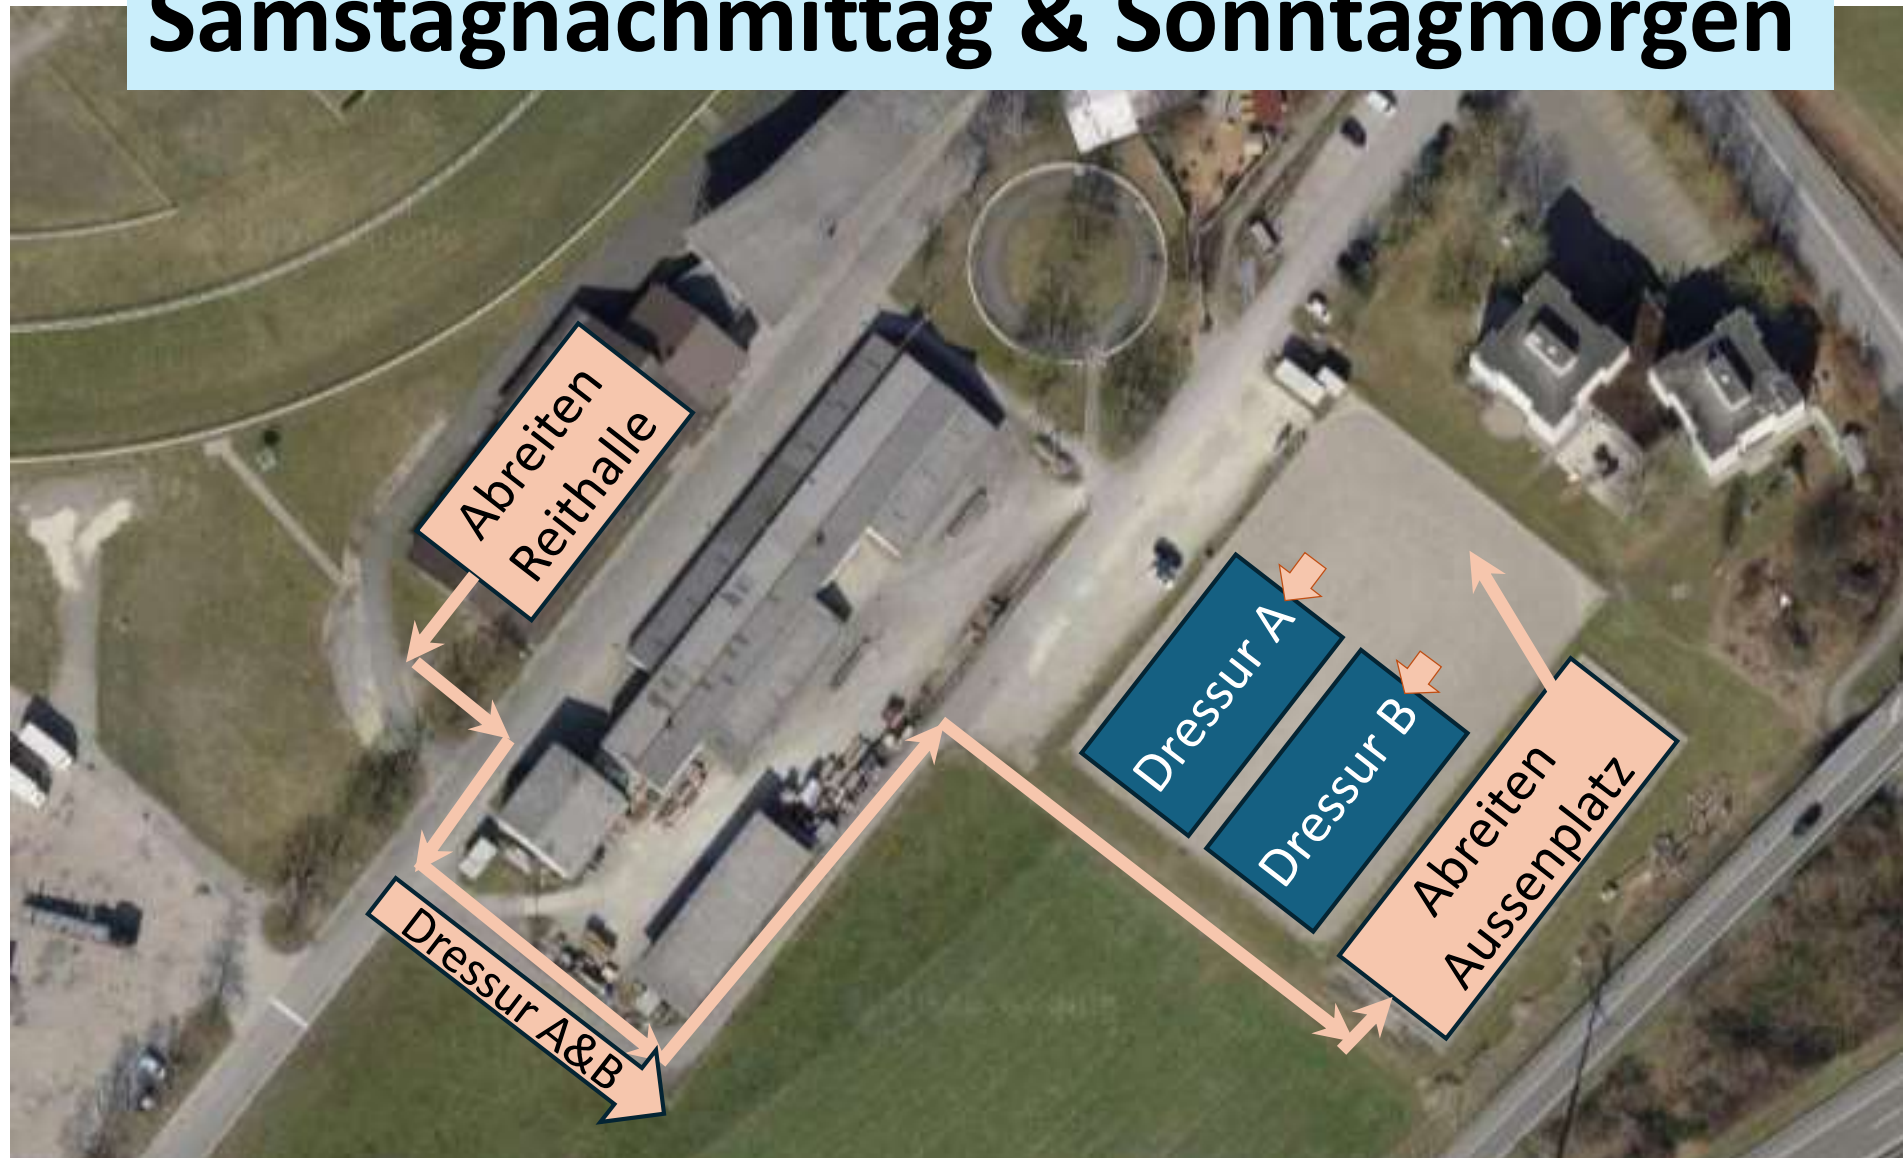 Samstagnachmittag & Sonntagmorgen
Abreiten
Reithalle
Dressur A
Dressur B
Abreiten
Aussenplatz
Dressur A&B